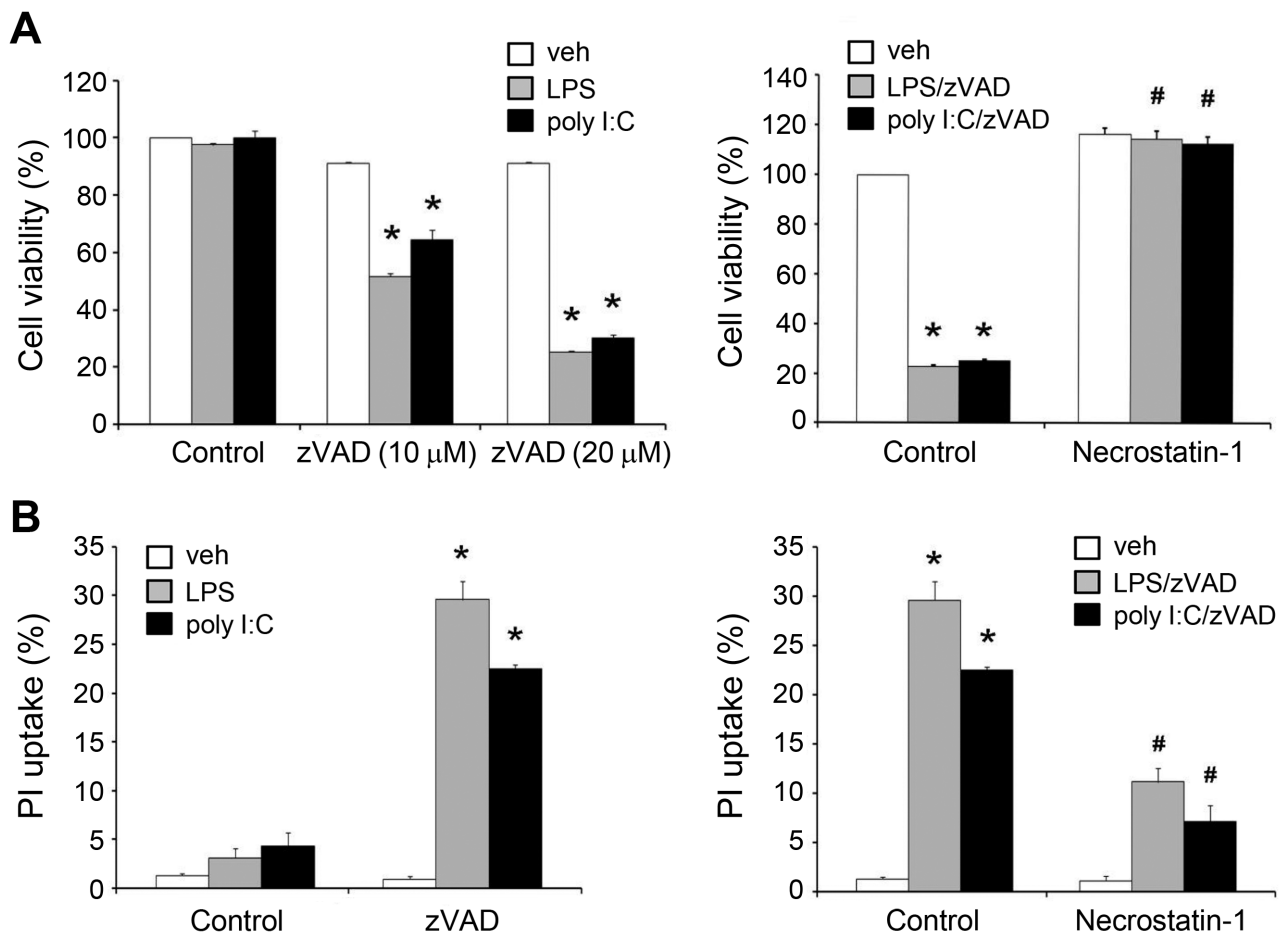 A
veh
LPS
poly I:C
Cell viability (%)
120
100
80
60
40
20
0
*
*
*
*
Control
zVAD (10 μM)
zVAD (20 μM)
veh
LPS/zVAD
poly I:C/zVAD
Cell viability (%)
140
120
100
80
60
40
20
0
*
*
#
#
Control
Necrostatin-1
B
veh
LPS
poly I:C
PI uptake (%)
35
30
25
20
15
10
5
0
*
*
Control
zVAD
veh
LPS/zVAD
poly I:C/zVAD
PI uptake (%)
35
30
25
20
15
10
5
0
*
*
#
#
Control
Necrostatin-1